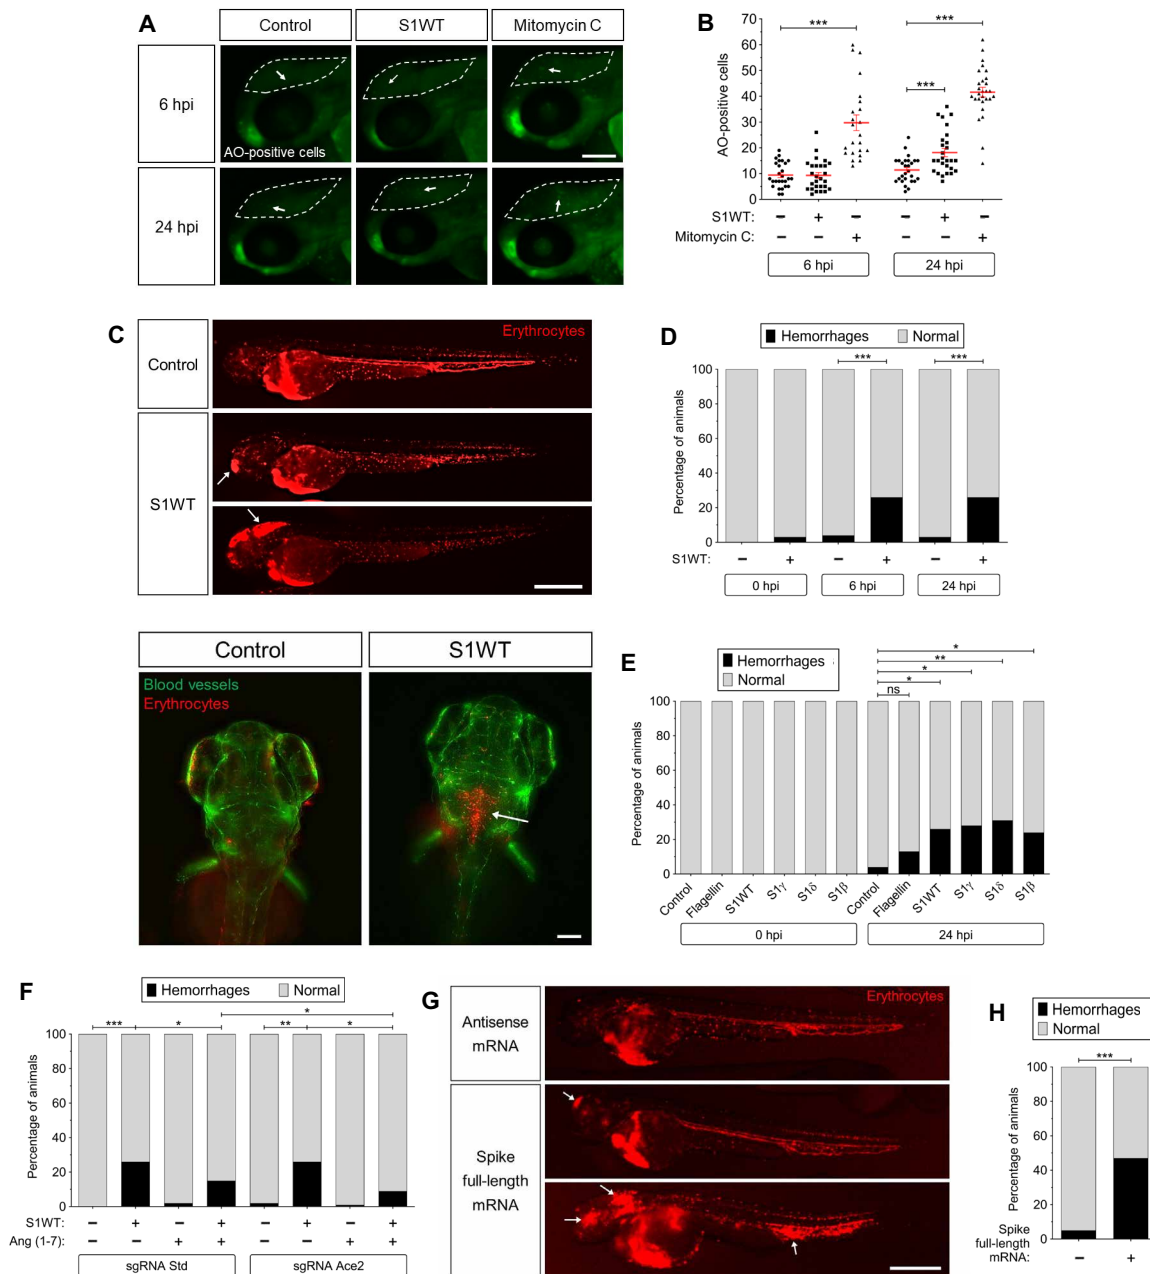 A
Control
S1WT
Mitomycin C
6 hpi
AO-positive cells
24 hpi
B
AO-positive cells
70
60
50
40
30
20
10
0
***
***
***
S1WT:
– + – – + –
Mitomycin C:
– – + – – +
6 hpi
24 hpi
C
Control
Erythrocytes
S1WT
Control
S1WT
Blood vessels
Erythrocytes
D
Hemorrhages
Normal
***
***
Percentage of animals
100
80
60
40
20
0
S1WT:
– + – + – +
0 hpi
6 hpi
24 hpi
E
Hemorrhages
Normal
*
**
*
*
ns
Percentage of animals
100
80
60
40
20
0
Control
Flagellin
S1WT
S1γ
S1δ
S1β
Control
Flagellin
S1WT
S1γ
S1δ
S1β
0 hpi
24 hpi
F
Hemorrhages
Normal
*
***
*
**
*
Percentage of animals
100
80
60
40
20
0
S1WT:
– + – + – + – +
Ang (1-7):
– – + + – – + +
sgRNA Std
sgRNA Ace2
G
Antisense
mRNA
Erythrocytes
Spike
full-length
mRNA
H
Hemorrhages
Normal
***
Percentage of animals
100
80
60
40
20
0
Spike
full-length
mRNA:
– +